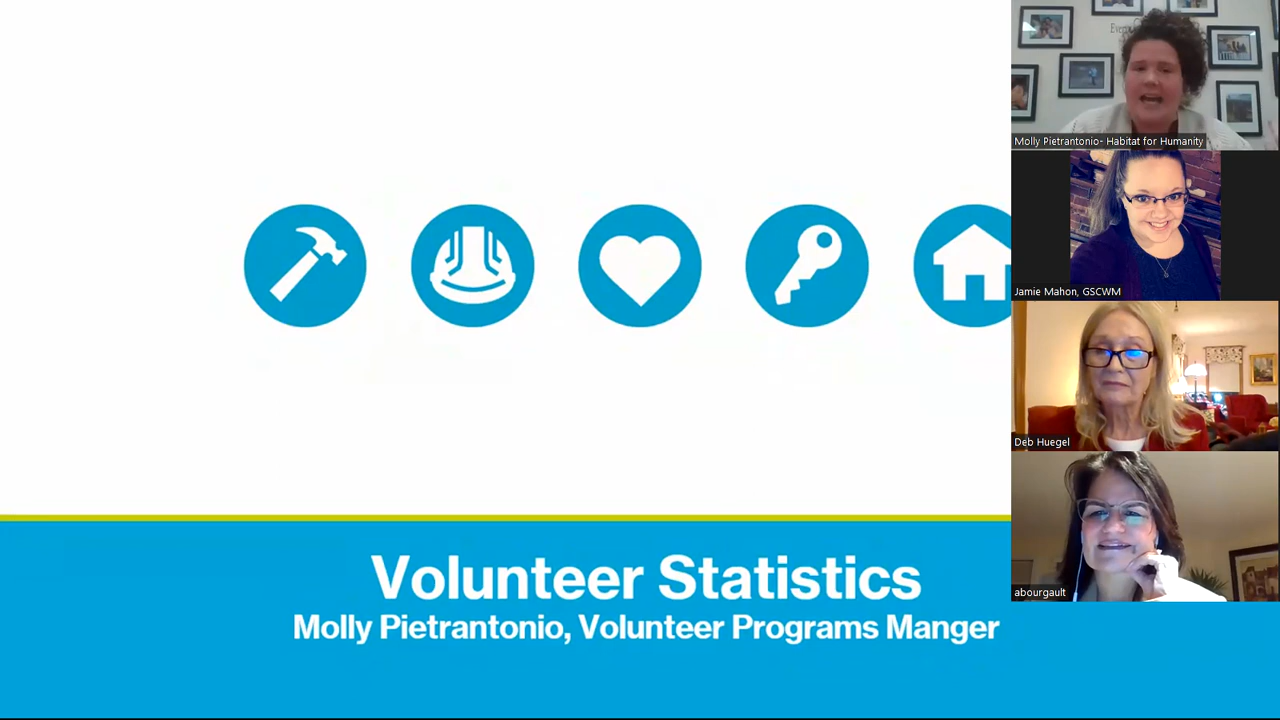 Volunteer Statistics
Molly Pietrantonio, Volunteer Programs Manger
Molly Pietrantonio- Habitat for Humanity
Jamie Mahon, GSCWM
Deb Huegel
abourgault